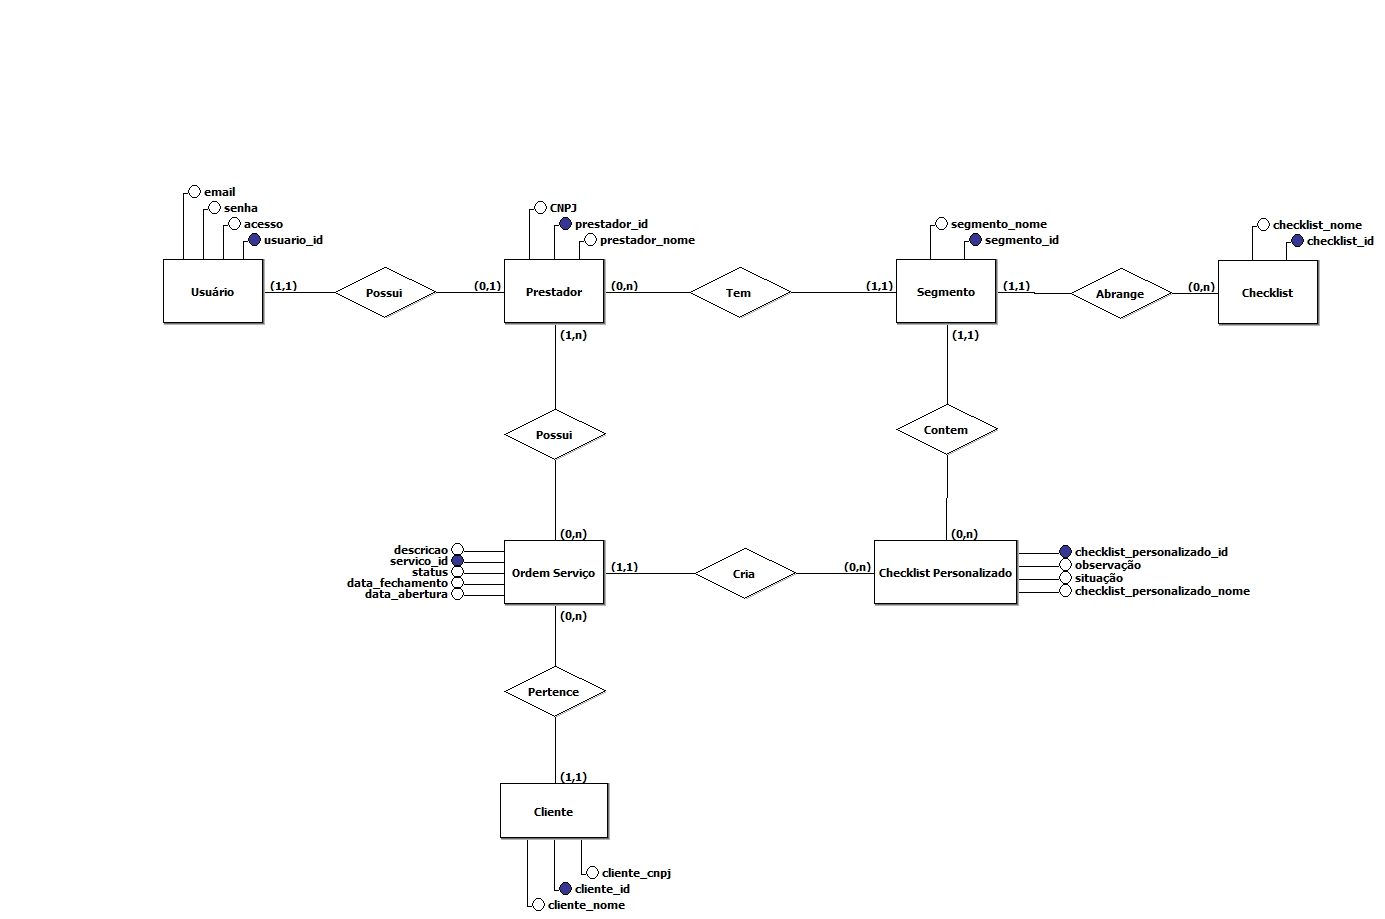 email
senha
acesso
usuario_id
CNPJ
prestador_id
prestador_nome
segmento_nome
segmento_id
checklist_nome
checklist_id
Usuário
(1,1)
Possui
(0,1)
Prestador
(0,n)
Tem
(1,1)
Segmento
(1,1)
Abrange
(0,n)
Checklist
(1,n)
(1,1)
Possui
Contem
(0,n)
(0,n)
descricao
servico_id
status
data_fechamento
data_abertura
Ordem Serviço
(1,1)
Cria
(0,n)
Checklist Personalizado
checklist_personalizado_id
observação
situação
checklist_personalizado_nome
(0,n)
Pertence
(1,1)
Cliente
cliente_cnpj
cliente_id
cliente_nome